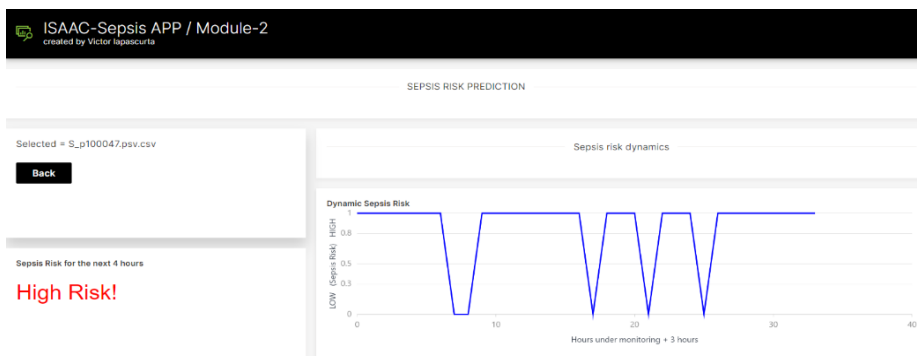 ISAAC-Sepsis APP / Module-2
created by Victor Iapascurta
SEPSIS RISK PREDICTION
Selected = S_p100047.psv.csv
Back
Sepsis risk dynamics
Sepsis Risk for the next 4 hours
High Risk!
Dynamic Sepsis Risk
LOW (Sepsis Risk) HIGH
1
0.8
0.5
0.3
0
0 10 20 30 40
Hours under monitoring + 3 hours